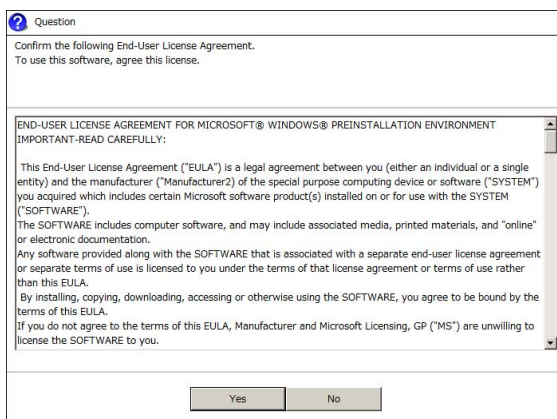 Question
Confirm the following End-User License Agreement.
To use this software, agree this license.
END-USER LICENSE AGREEMENT FOR MICROSOFT® WINDOWS® PREINSTALLATION ENVIRONMENT
IMPORTANT-READ CAREFULLY:
This End-User License Agreement ("EULA") is a legal agreement between you (either an individual or a single
entity) and the manufacturer ("Manufacturer2) of the special purpose computing device or software ("SYSTEM")
you acquired which includes certain Microsoft software product(s) installed on or for use with the SYSTEM
("SOFTWARE").
The SOFTWARE includes computer software, and may include associated media, printed materials, and "online"
or electronic documentation.
Any software provided along with the SOFTWARE that is associated with a separate end-user license agreement
or separate terms of use is licensed to you under the terms of that license agreement or terms of use rather
than this EULA.
By installing, copying, downloading, accessing or otherwise using the SOFTWARE, you agree to be bound by the
terms of this EULA.
If you do not agree to the terms of this EULA, Manufacturer and Microsoft Licensing, GP ("MS") are unwilling to
license the SOFTWARE to you.
Yes
No